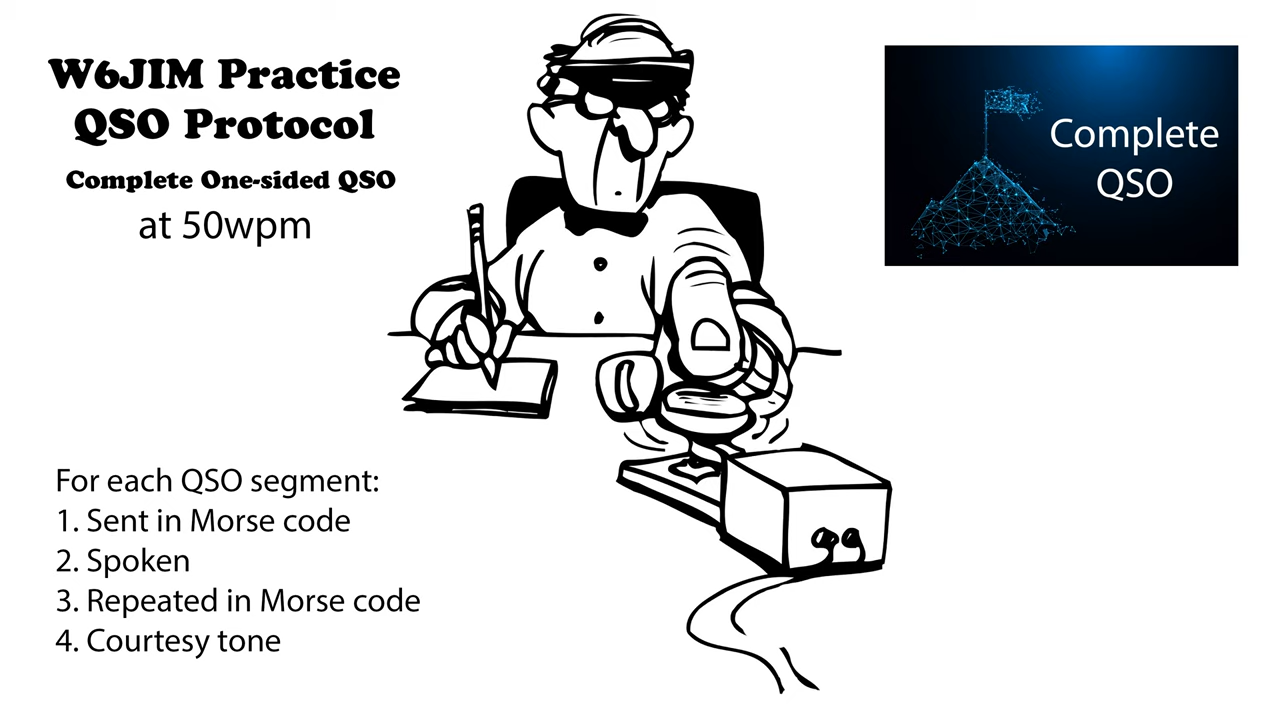 W6JIM Practice
QSO Protocol
Complete One-sided QSO
at 50wpm
Complete
QSO
For each QSO segment:
1. Sent in Morse code
2. Spoken
3. Repeated in Morse code
4. Courtesy tone